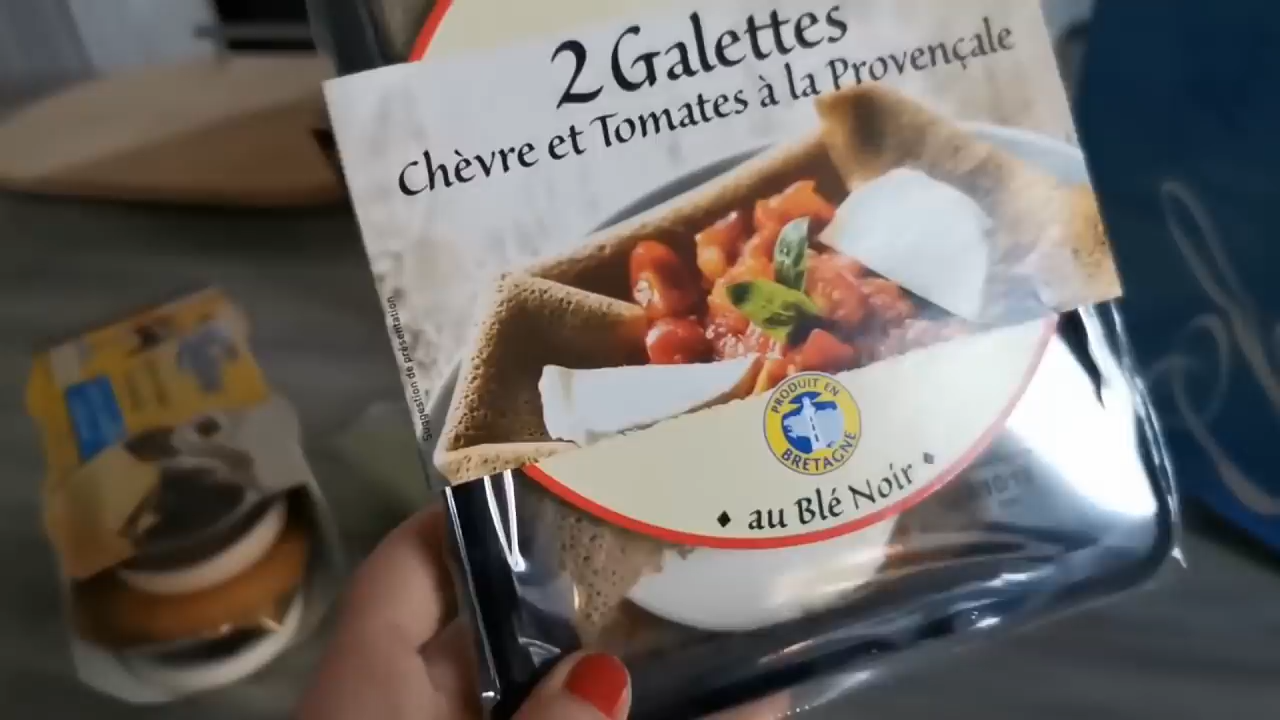 2 Galettes
Chèvre et Tomates à la Provençale
Suggestion de présentation
PRODUIT EN
BRETAGNE
♦ au Blé Noir ♦